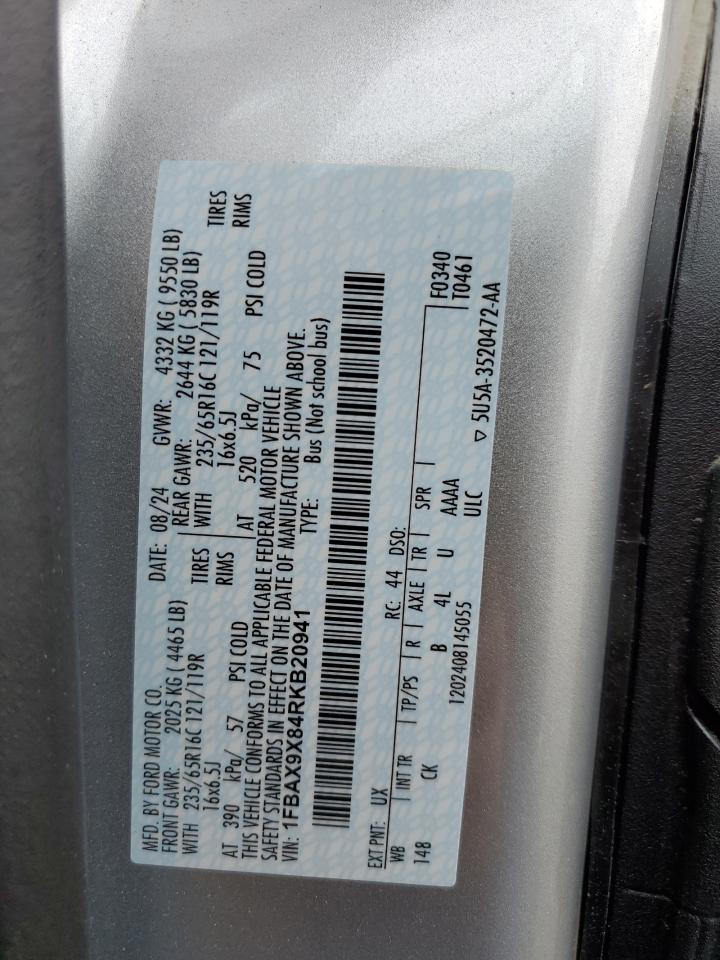 MFD. BY FORD MOTOR CO. DATE: 08/24 GVWR: 4332 KG ( 9550 LB)
FRONT GAWR: 2025 KG ( 4465 LB) REAR GAWR: 2644 KG ( 5830 LB)
WITH 235/65R16C 121/119R TIRES WITH 235/65R16C 121/119R TIRES
16x6.5J RIMS 16x6.5J RIMS
AT 390 kPa/ 57 PSI COLD AT 520 kPa/ 75 PSI COLD
THIS VEHICLE CONFORMS TO ALL APPLICABLE FEDERAL MOTOR VEHICLE
SAFETY STANDARDS IN EFFECT ON THE DATE OF MANUFACTURE SHOWN ABOVE.
VIN: 1FBAX9X84RKB20941 TYPE: Bus (Not school bus)
EXT PNT: UX RC: 44 DSO:
WB INT TR TP/PS R AXLE TR SPR F0340
148 CK B 4L U AAAA T0461
1202408145055 ULC
▽ 5U5A-3520472-AA